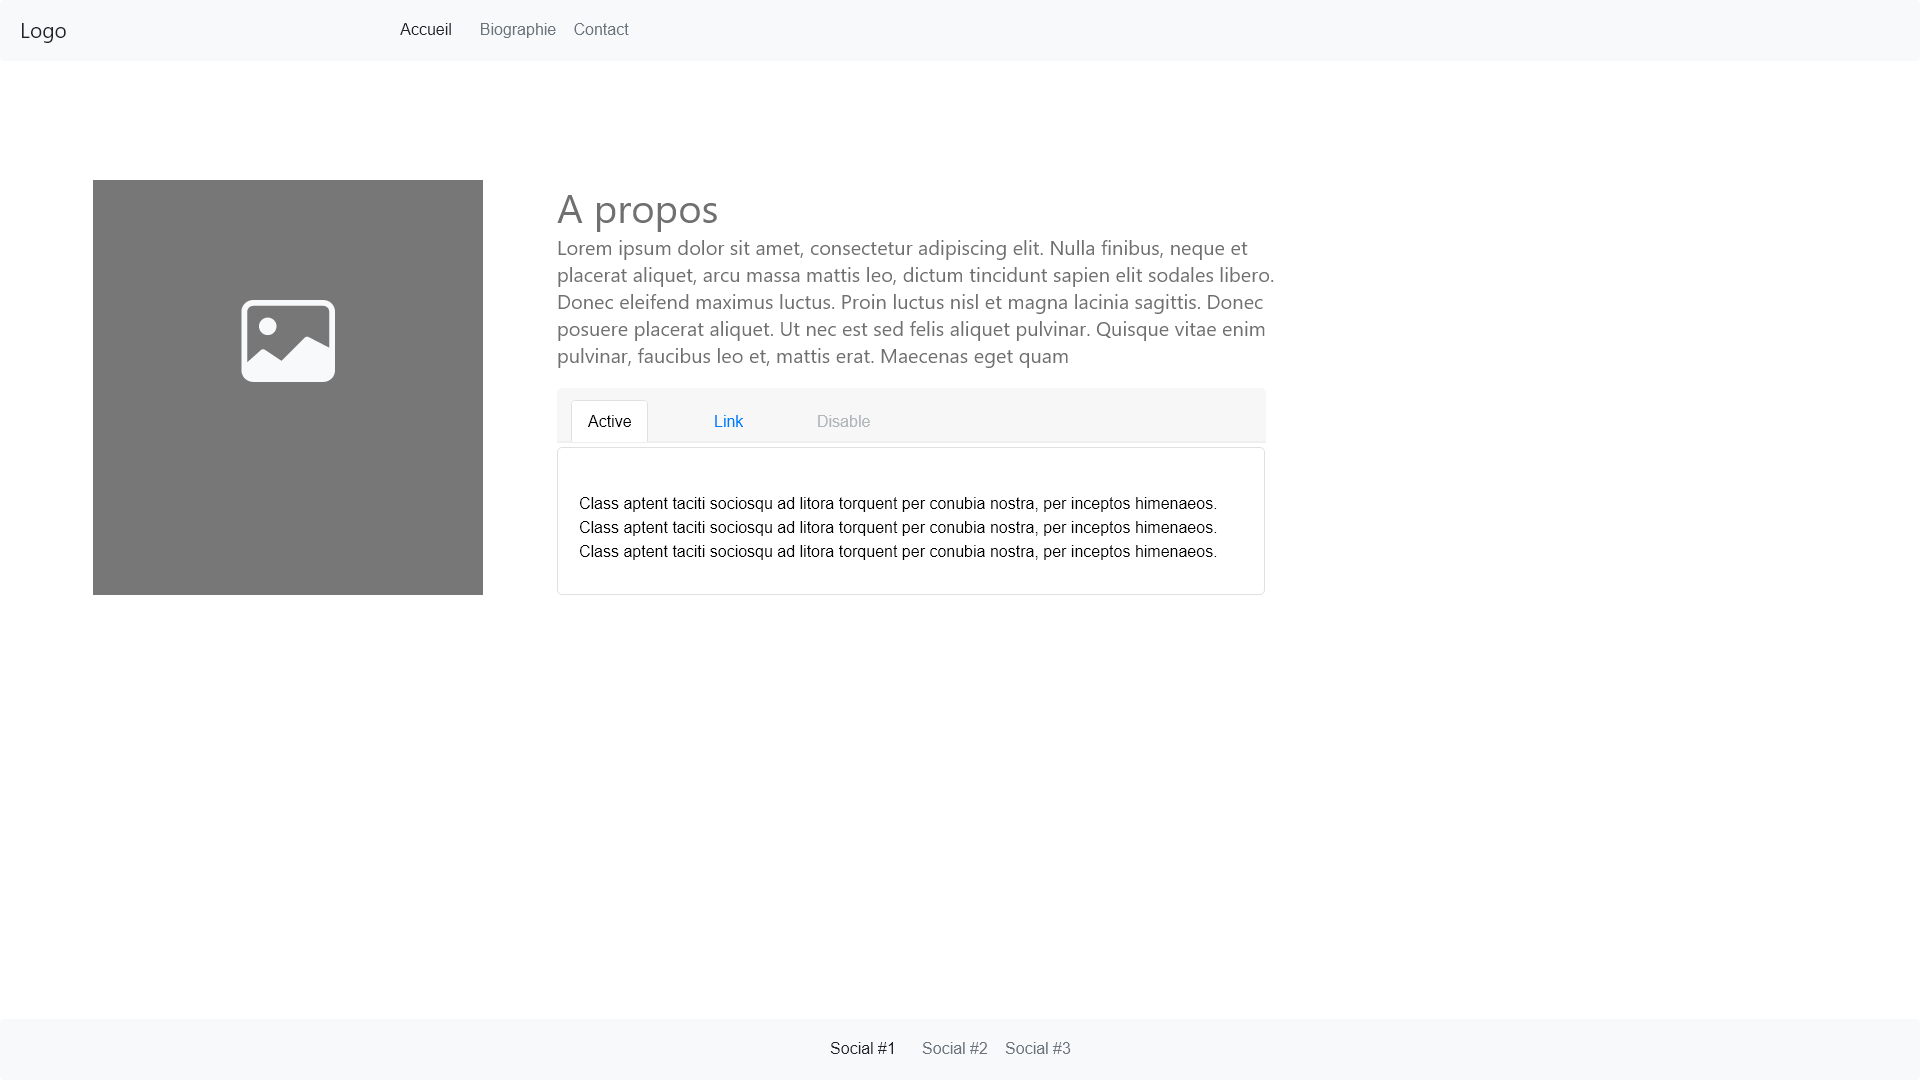 Logo
Accueil Biographie Contact
A propos
Lorem ipsum dolor sit amet, consectetur adipiscing elit. Nulla finibus, neque et
placerat aliquet, arcu massa mattis leo, dictum tincidunt sapien elit sodales libero.
Donec eleifend maximus luctus. Proin luctus nisl et magna lacinia sagittis. Donec
posuere placerat aliquet. Ut nec est sed felis aliquet pulvinar. Quisque vitae enim
pulvinar, faucibus leo et, mattis erat. Maecenas eget quam
Active Link Disable
Class aptent taciti sociosqu ad litora torquent per conubia nostra, per inceptos himenaeos.
Class aptent taciti sociosqu ad litora torquent per conubia nostra, per inceptos himenaeos.
Class aptent taciti sociosqu ad litora torquent per conubia nostra, per inceptos himenaeos.
Social #1 Social #2 Social #3